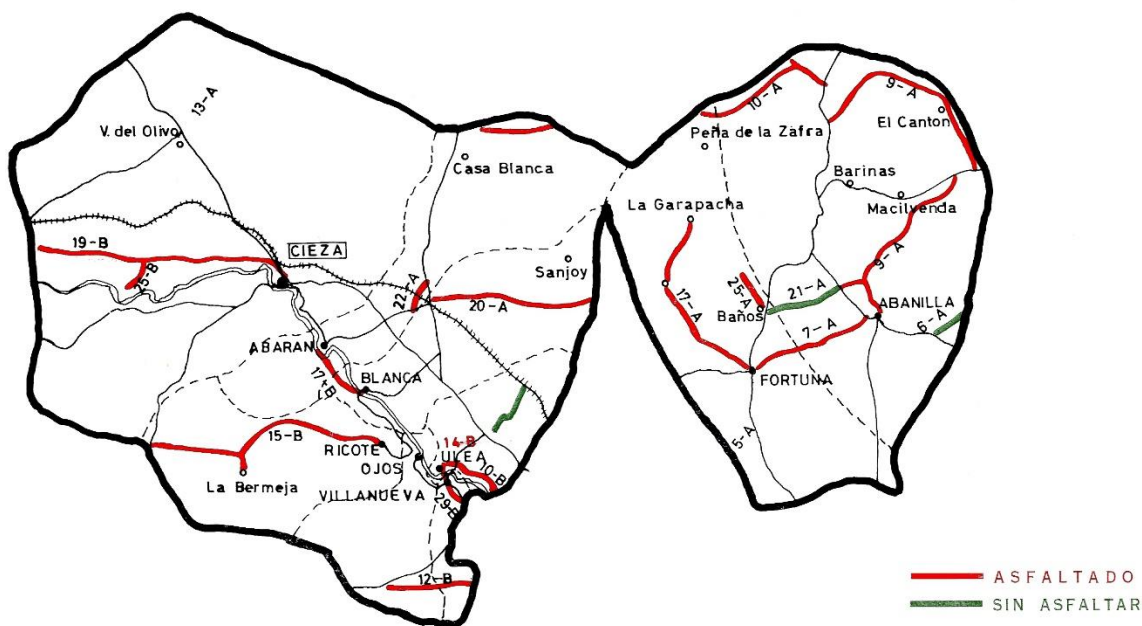 13-A
V. del Olivo
Casa Blanca
19-B
CIEZA
Sanjoy
22-A
20-A
ABARAN
17-B
BLANCA
15-B
14-B
RICOTE
ULEA
OJOS
10-B
La Bermeja
VILLANUEVA
29-B
12-B
10-A
9-A
Peña de la Zafra
El Canton
Barinas
La Garapacha
Macilvenda
9-A
25-A
21-A
17-A
Baños
ABANILLA
6-A
7-A
FORTUNA
5-A
ASFALTADO
SIN ASFALTAR